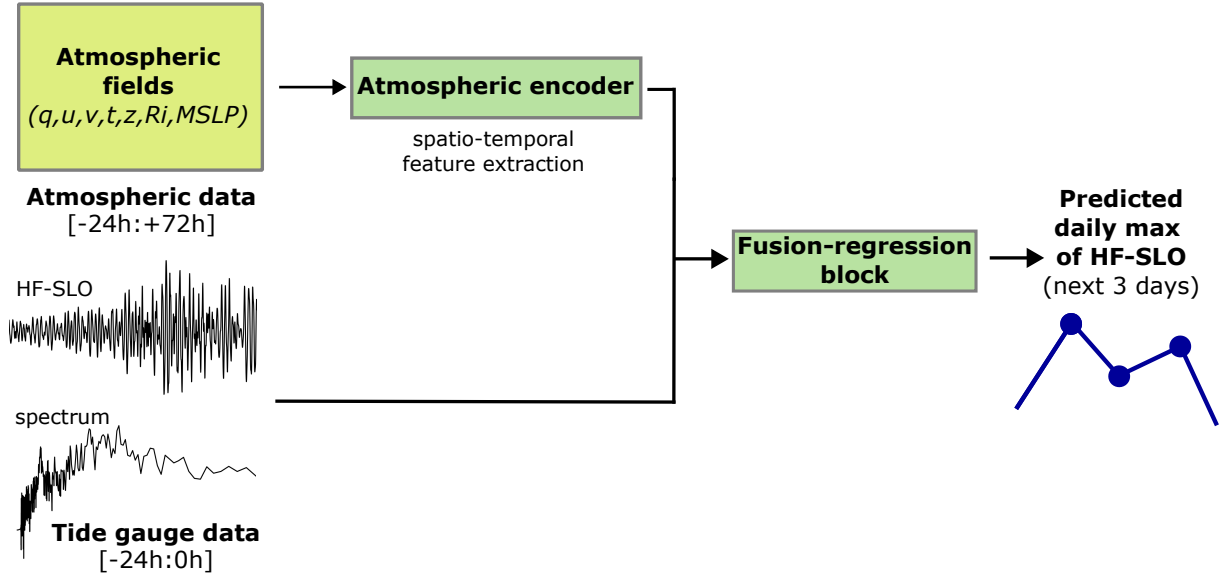 Atmospheric
fields
(q,u,v,t,z,Ri,MSLP)
Atmospheric data
[-24h:+72h]
HF-SLO
spectrum
Tide gauge data
[-24h:0h]
Atmospheric encoder
spatio-temporal
feature extraction
Fusion-regression
block
Predicted
daily max
of HF-SLO
(next 3 days)